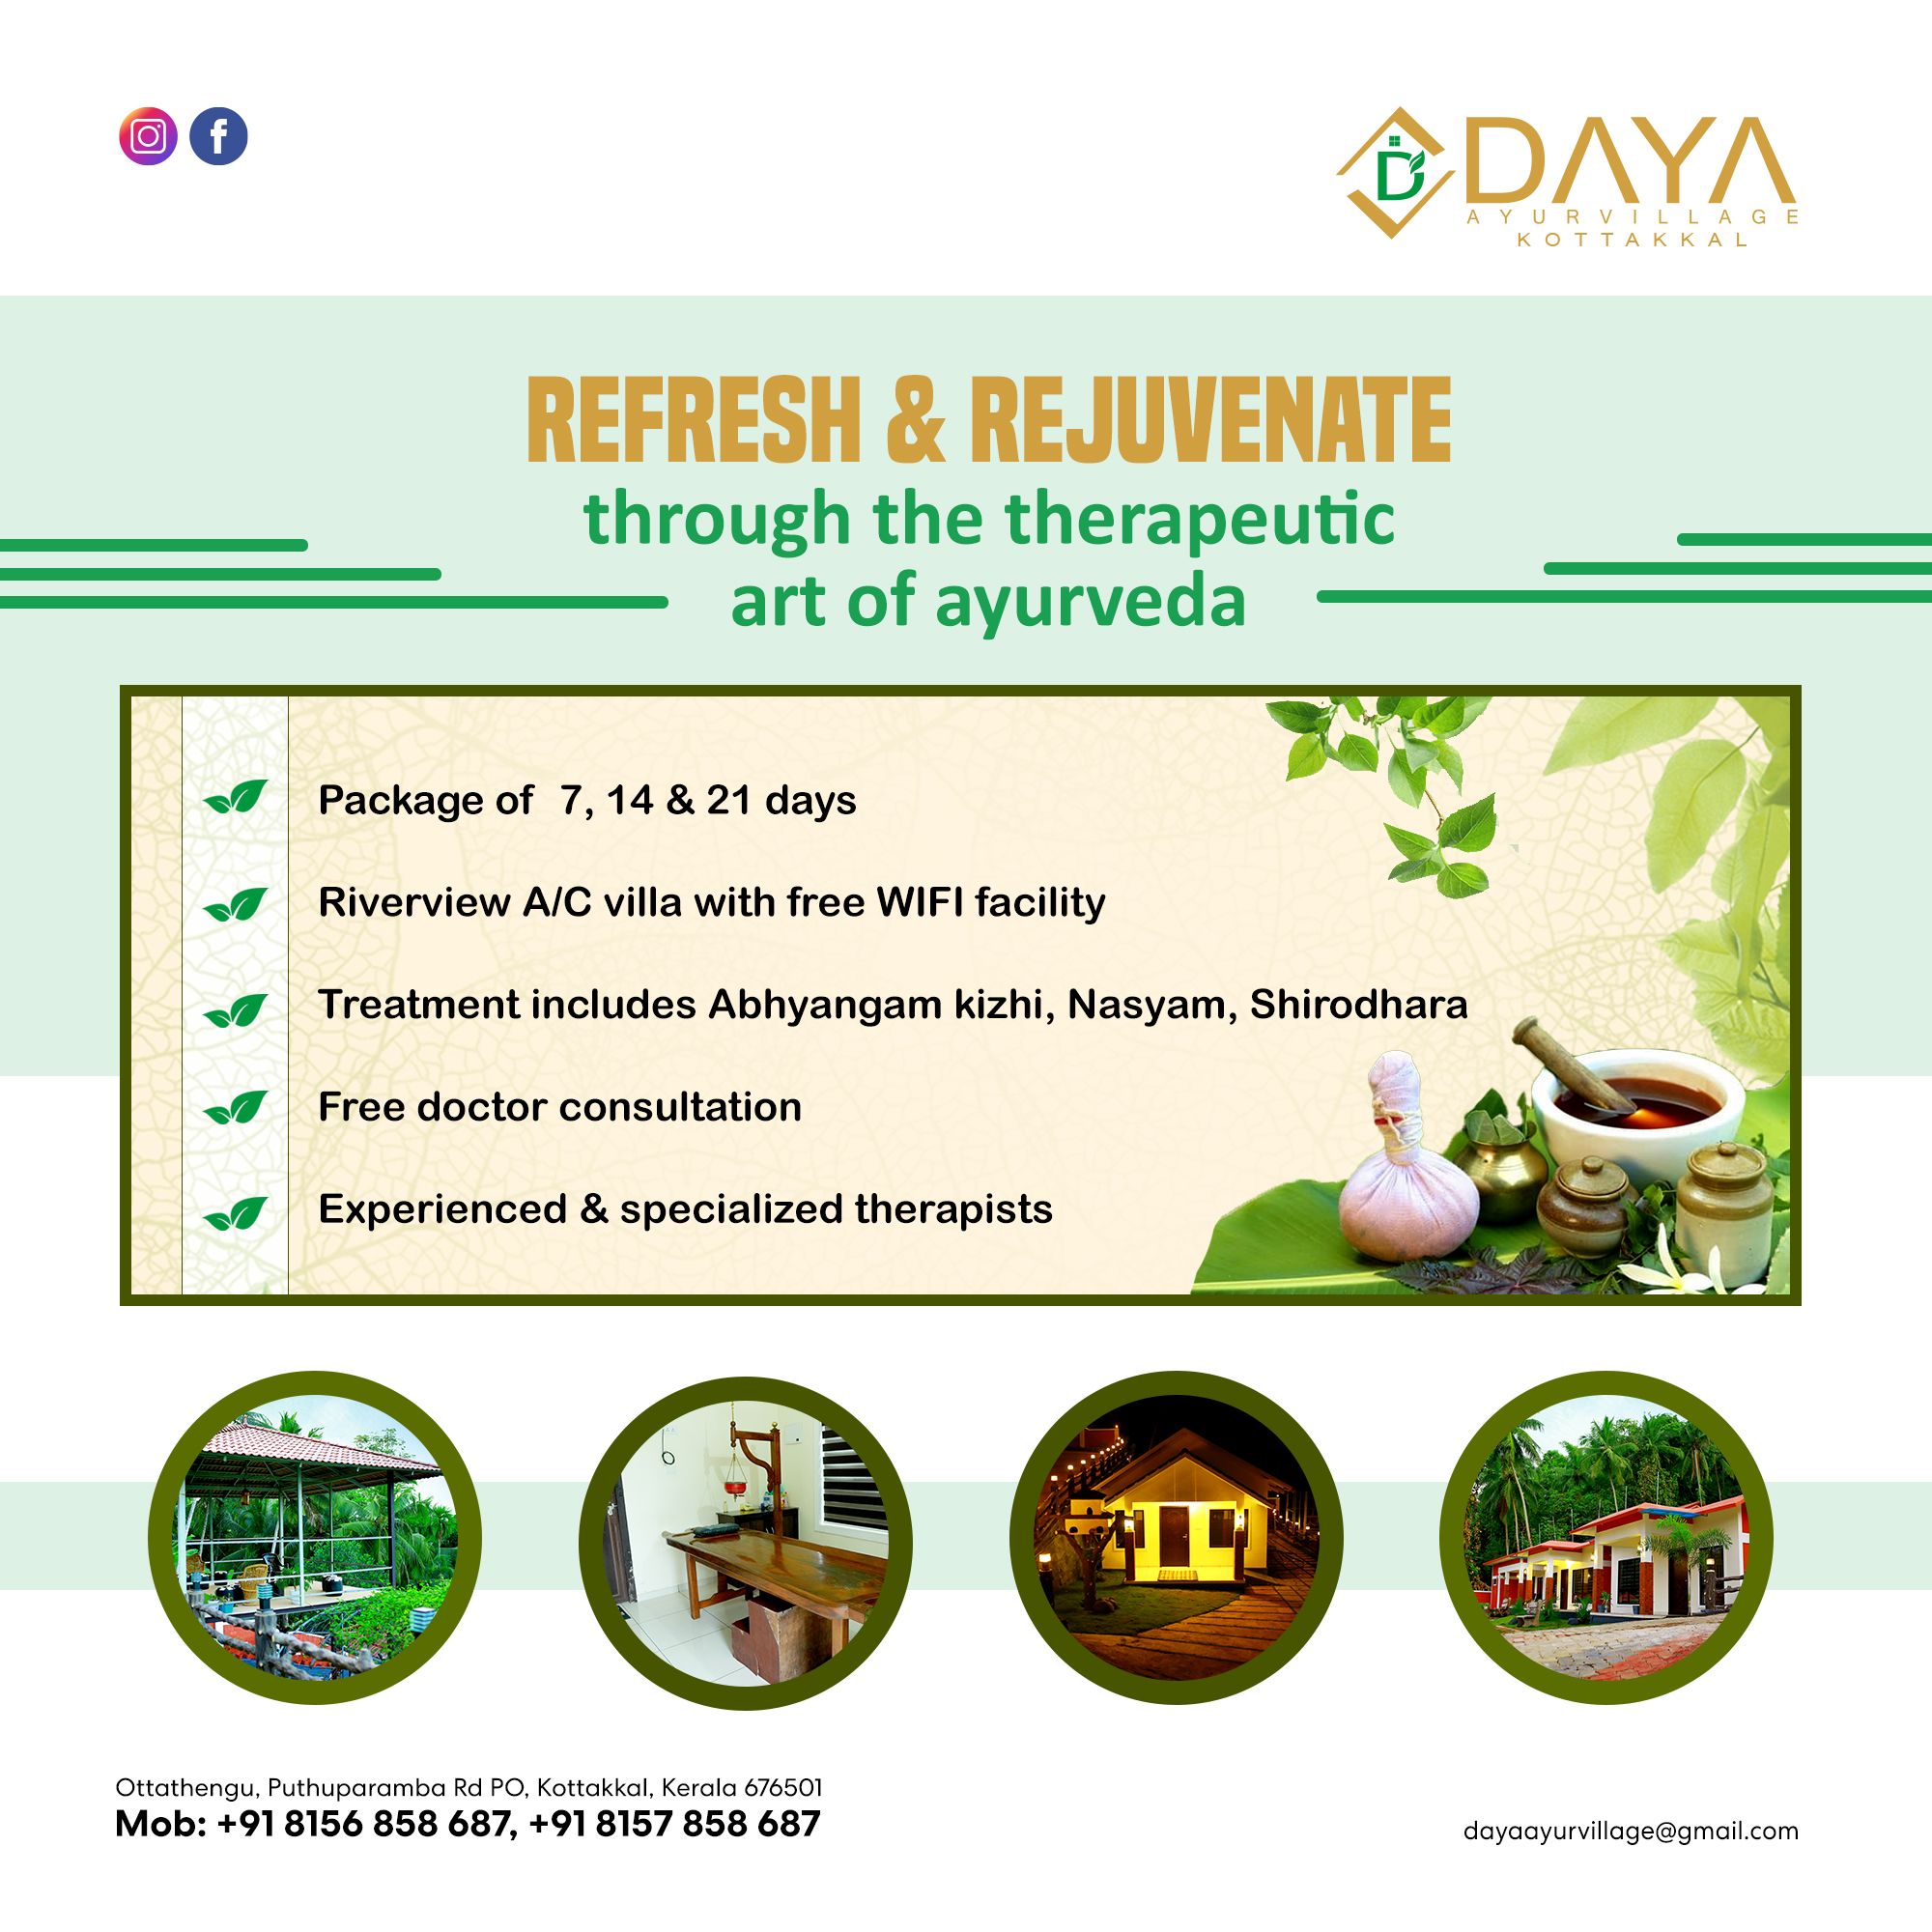 DAYA
AYURVILLAGE
KOTTAKKAL
REFRESH & REJUVENATE
through the therapeutic
art of ayurveda
Package of 7, 14 & 21 days
Riverview A/C villa with free WIFI facility
Treatment includes Abhyangam kizhi, Nasyam, Shirodhara
Free doctor consultation
Experienced & specialized therapists
Ottathengu, Puthuparamba Rd PO, Kottakkal, Kerala 676501
Mob: +91 8156 858 687, +91 8157 858 687
dayaayurvillage@gmail.com